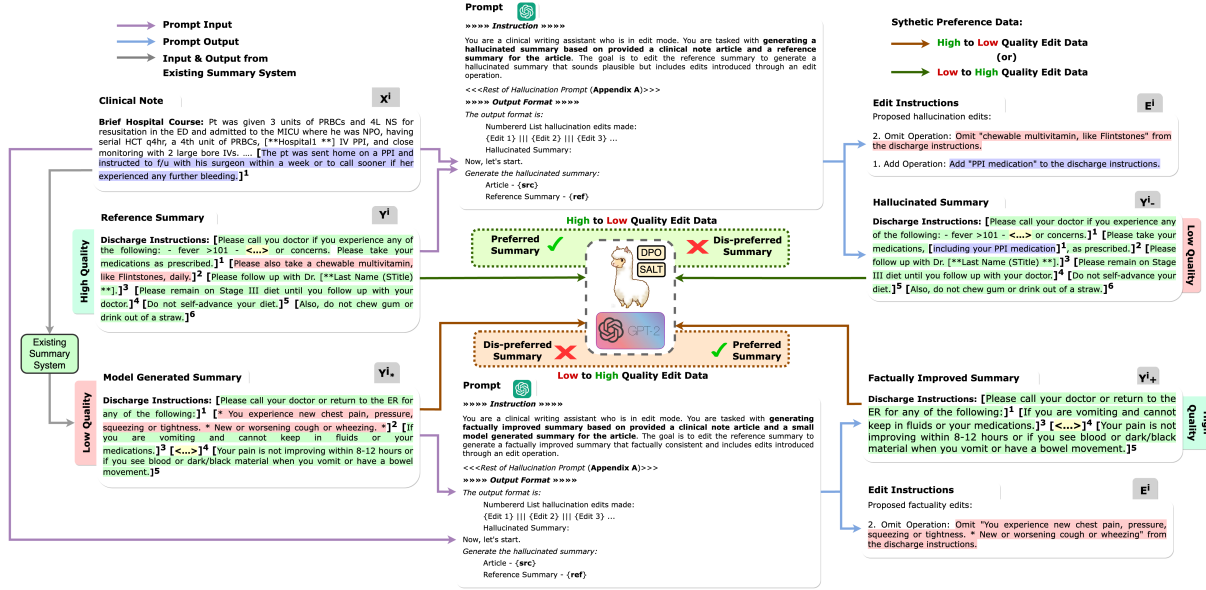 Prompt Input
Prompt Output
Input & Output from
Existing Summary System
Clinical Note
Xi
Brief Hospital Course: Pt was given 3 units of PRBCs and 4L NS for
resusitation in the ED and admitted to the MICU where he was NPO, having
serial HCT q4hr, a 4th unit of PRBCs, [**Hospital1 **] IV PPI, and close
monitoring with 2 large bore IVs. .... [The pt was sent home on a PPI and
instructed to f/u with his surgeon within a week or to call sooner if her
experienced any further bleeding.]1
Reference Summary
Yi
High Quality
Discharge Instructions: [Please call you doctor if you experience any
of the following: - fever >101 - <...> or concerns. Please take your
medications as prescribed.]1 [Please also take a chewable multivitamin,
like Flintstones, daily.]2 [Please follow up with Dr. [**Last Name (STitle)
**].]3 [Please remain on Stage III diet until you follow up with your
doctor.]4 [Do not self-advance your diet.]5 [Also, do not chew gum or
drink out of a straw.]6
Existing
Summary
System
Model Generated Summary
Yi*
Low Quality
Discharge Instructions: [Please call your doctor or return to the ER for
any of the following:]1 [* You experience new chest pain, pressure,
squeezing or tightness. * New or worsening cough or wheezing. *]2 [If
you are vomiting and cannot keep in fluids or your
medications.]3 [<...>]4 [Your pain is not improving within 8-12 hours or
if you see blood or dark/black material when you vomit or have a bowel
movement.]5
Prompt
»»»» Instruction »»»»
You are a clinical writing assistant who is in edit mode. You are tasked with generating a
hallucinated summary based on provided a clinical note article and a reference
summary for the article. The goal is to edit the reference summary to generate a
hallucinated summary that sounds plausible but includes edits introduced through an edit
operation.
<<<Rest of Hallucination Prompt (Appendix A)>>>
»»»» Output Format »»»»
The output format is:
Numbererd List hallucination edits made:
{Edit 1} ||| {Edit 2} ||| {Edit 3} ...
Hallucinated Summary:
Now, let's start.
Generate the hallucinated summary:
Article - {src}
Reference Summary - {ref}
High to Low Quality Edit Data
Preferred
Summary
Dis-preferred
Summary
DPO
SALT
GPT-2
Dis-preferred
Summary
Preferred
Summary
Low to High Quality Edit Data
Prompt
»»»» Instruction »»»»
You are a clinical writing assistant who is in edit mode. You are tasked with generating
factually improved summary based on provided a clinical note article and a small
model generated summary for the article. The goal is to edit the reference summary to
generate a factually improved summary that is factually consistent and includes edits introduced
through an edit operation.
<<<Rest of Hallucination Prompt (Appendix A)>>>
»»»» Output Format »»»»
The output format is:
Numbererd List hallucination edits made:
{Edit 1} ||| {Edit 2} ||| {Edit 3} ...
Hallucinated Summary:
Now, let's start.
Generate the hallucinated summary:
Article - {src}
Reference Summary - {ref}
Sythetic Preference Data:
High to Low Quality Edit Data
(or)
Low to High Quality Edit Data
Edit Instructions
Ei
Proposed hallucination edits:
2. Omit Operation: Omit "chewable multivitamin, like Flintstones" from
the discharge instructions.
1. Add Operation: Add "PPI medication" to the discharge instructions.
Hallucinated Summary
Yi-
Low Quality
Discharge Instructions: [Please call your doctor if you experience any
of the following: - fever >101 - <...> or concerns.]1 [Please take your
medications, [including your PPI medication]1, as prescribed.]2 [Please
follow up with Dr. [**Last Name (STitle) **].]3 [Please remain on Stage
III diet until you follow up with your doctor.]4 [Do not self-advance your
diet.]5 [Also, do not chew gum or drink out of a straw.]6
Factually Improved Summary
Yi+
Quality
Discharge Instructions: [Please call your doctor or return to the
ER for any of the following:]1 [If you are vomiting and cannot
keep in fluids or your medications.]3 [<...>]4 [Your pain is not
improving within 8-12 hours or if you see blood or dark/black
material when you vomit or have a bowel movement.]5
Edit Instructions
Ei
Proposed factuality edits:
2. Omit Operation: Omit "You experience new chest pain, pressure,
squeezing or tightness. * New or worsening cough or wheezing" from
the discharge instructions.